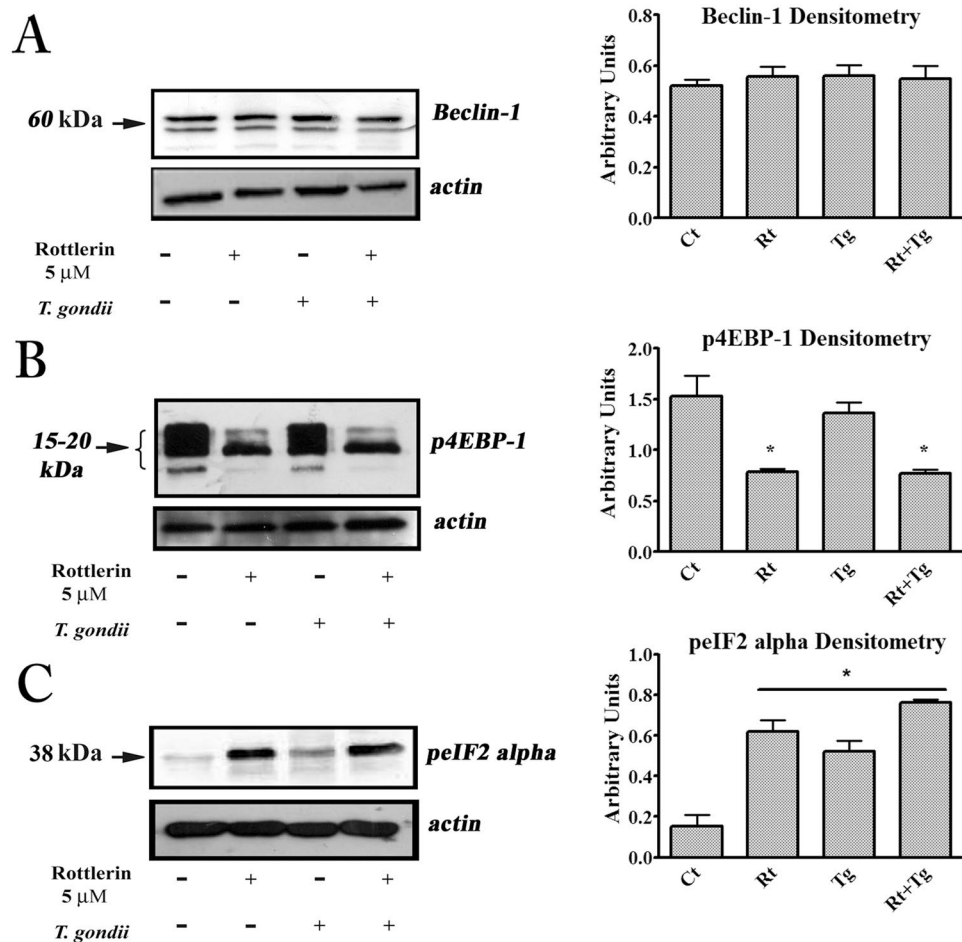 A
60 kDa
Beclin-1
actin
Rottlerin - + - +
5 µM
T. gondii - - + +
Beclin-1 Densitometry
Arbitrary Units
0.8
0.6
0.4
0.2
0.0
Ct Rt Tg Rt+Tg
B
15-20
kDa
p4EBP-1
actin
Rottlerin - + - +
5 µM
T. gondii - - + +
p4EBP-1 Densitometry
Arbitrary Units
2.0
1.5
1.0
0.5
0.0
* *
Ct Rt Tg Rt+Tg
C
38 kDa
peIF2 alpha
actin
Rottlerin - + - +
5 µM
T. gondii - - + +
peIF2 alpha Densitometry
Arbitrary Units
1.0
0.8
0.6
0.4
0.2
0.0
*
Ct Rt Tg Rt+Tg